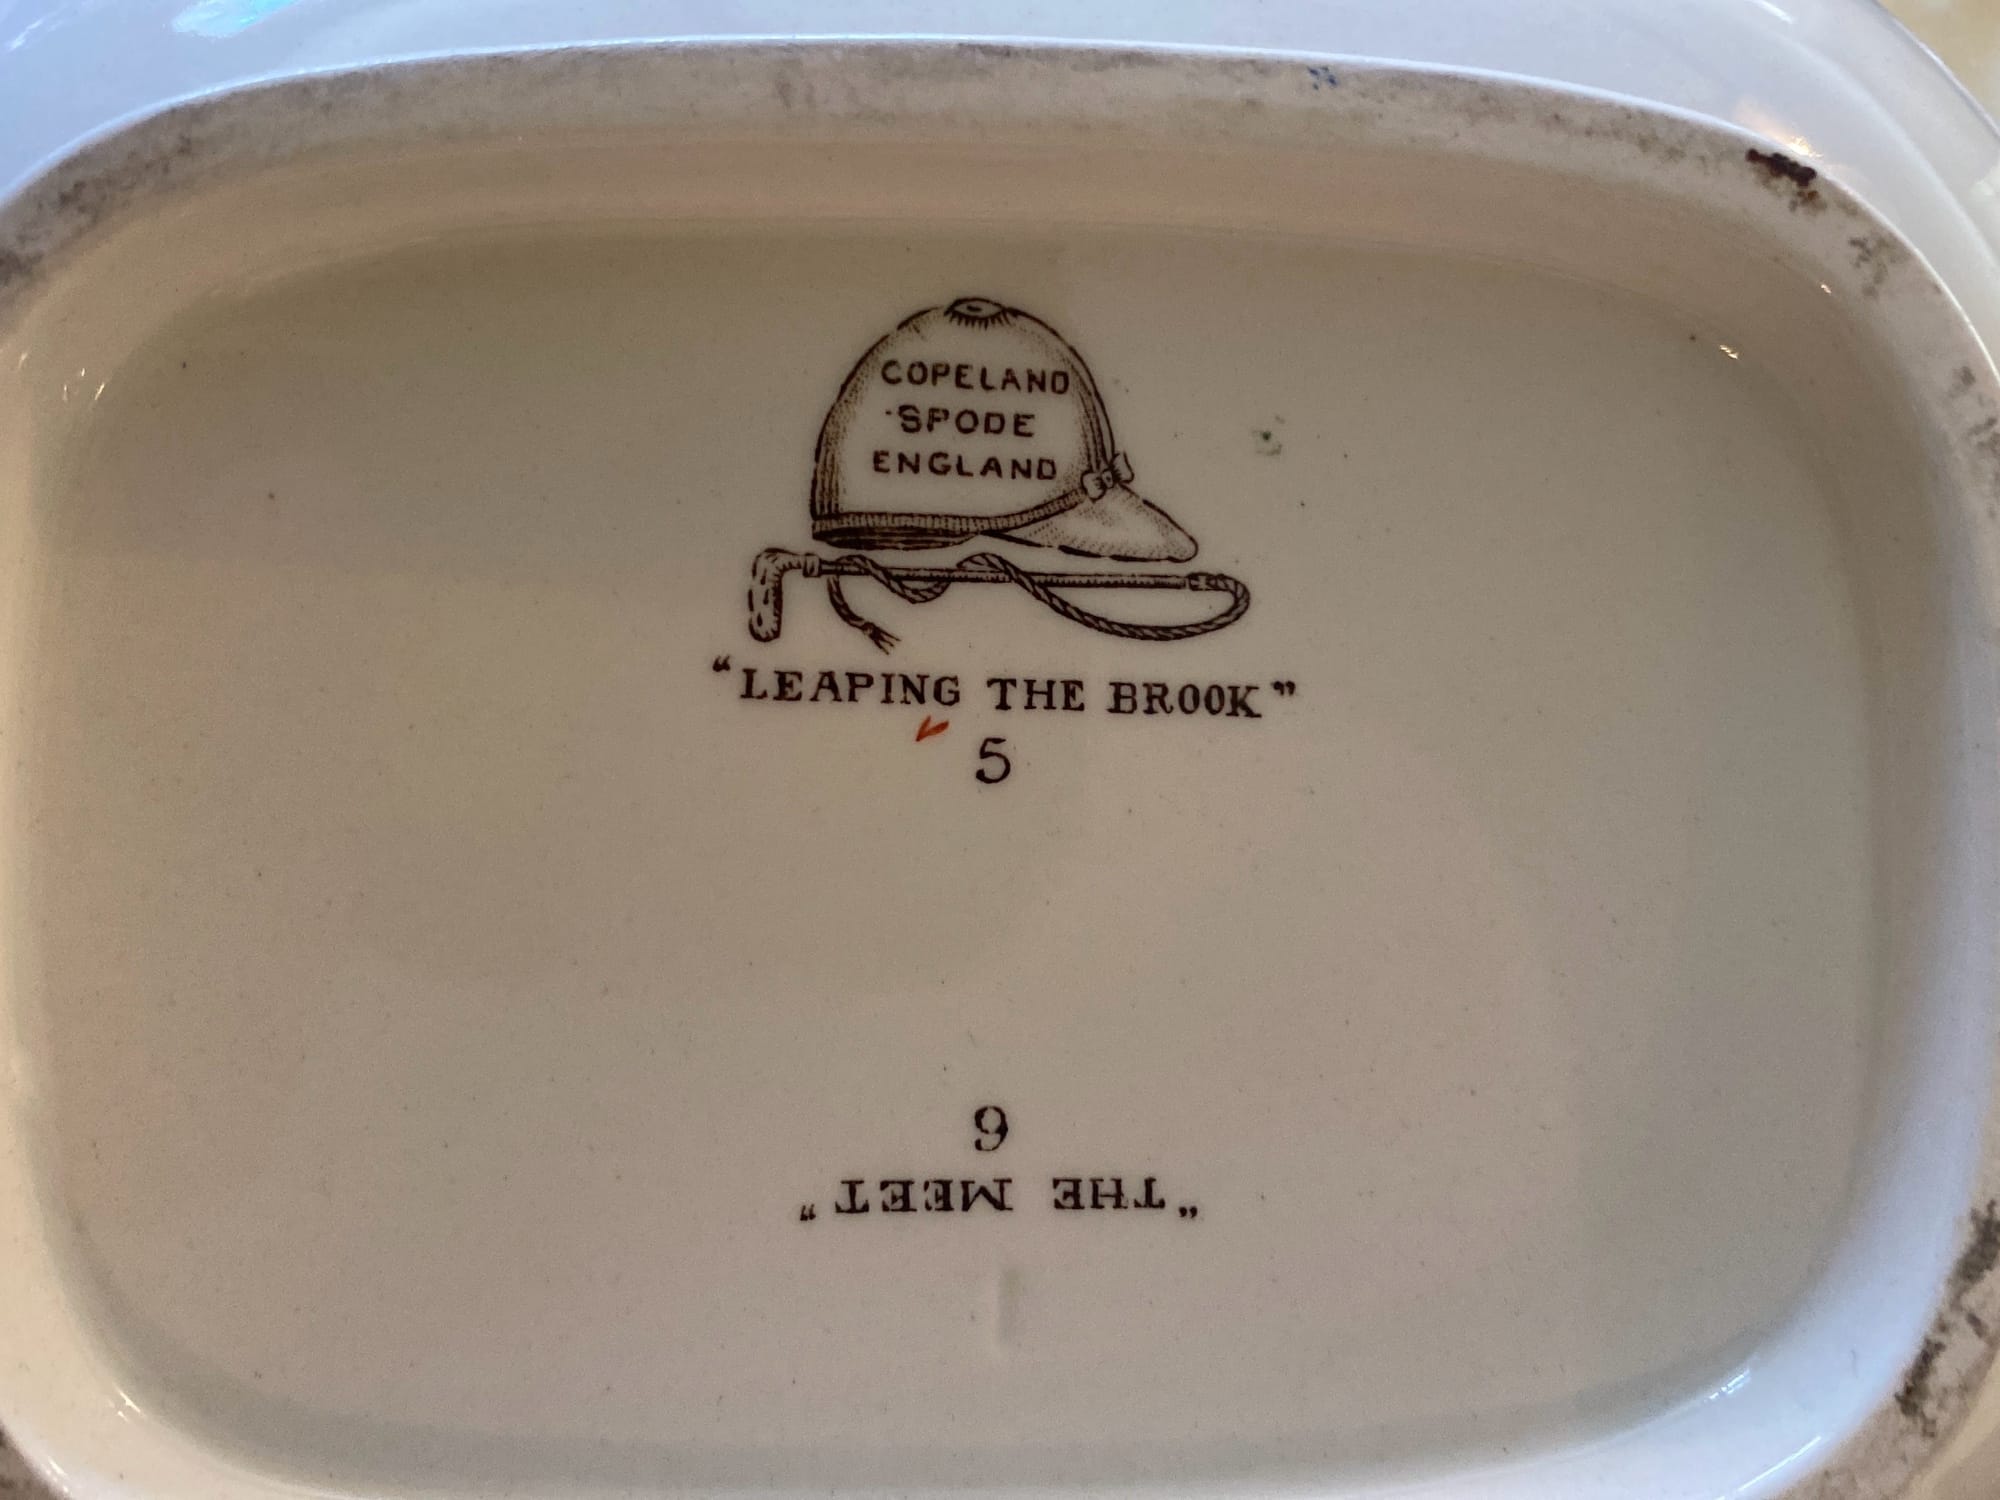 COPELAND
SPODE
ENGLAND
"LEAPING THE BROOK"
5
"THE MEET"
6